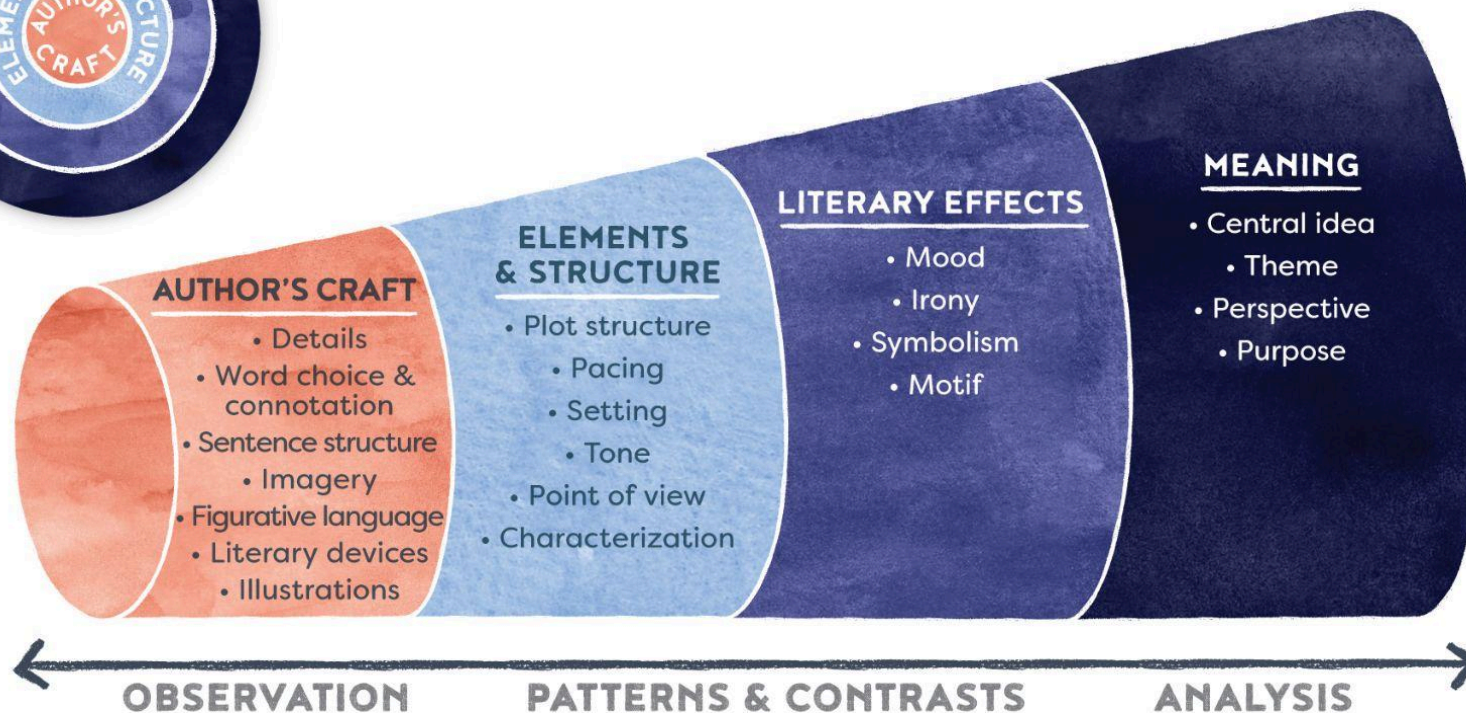 AUTHOR'S
CRAFT
AUTHOR'S CRAFT
• Details
• Word choice &
connotation
• Sentence structure
• Imagery
• Figurative language
• Literary devices
• Illustrations
ELEMENTS
& STRUCTURE
• Plot structure
• Pacing
• Setting
• Tone
• Point of view
• Characterization
LITERARY EFFECTS
• Mood
• Irony
• Symbolism
• Motif
MEANING
• Central idea
• Theme
• Perspective
• Purpose
OBSERVATION
PATTERNS & CONTRASTS
ANALYSIS